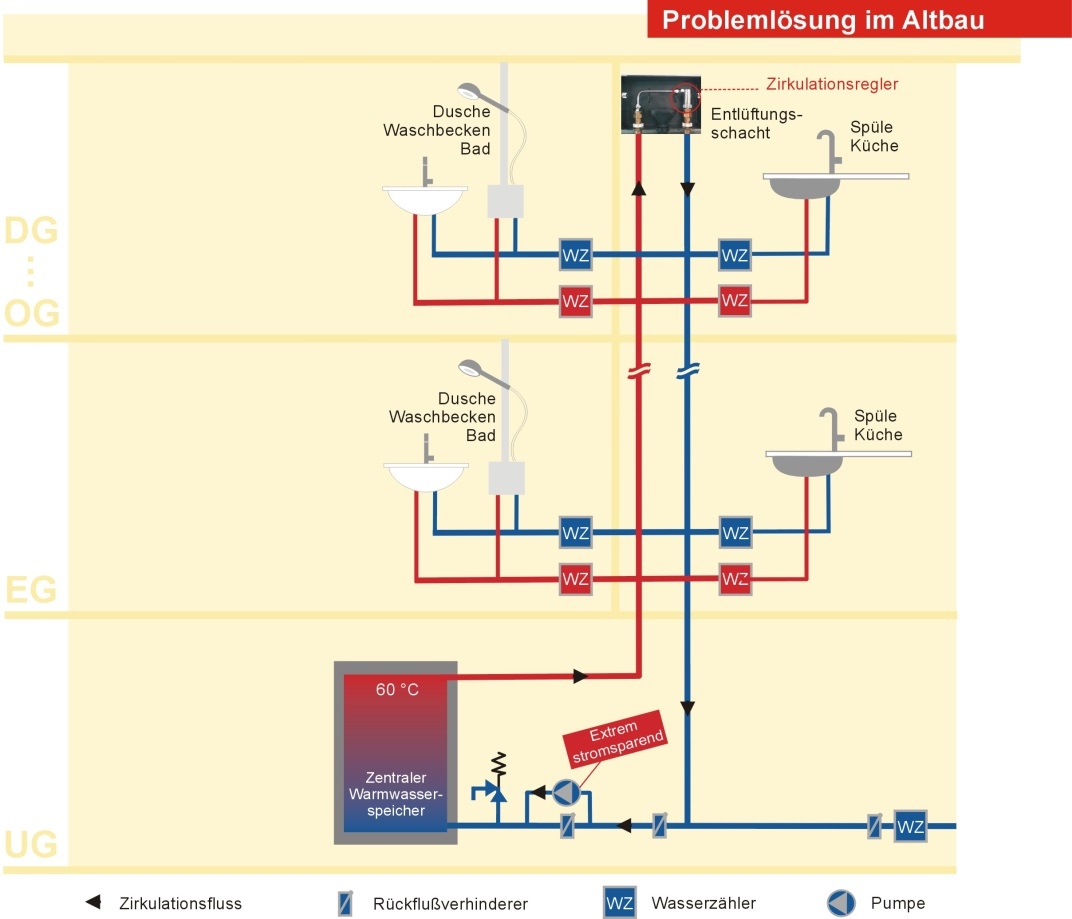 Problemlösung im Altbau
Zirkulationsregler
Dusche
Waschbecken
Bad
Entlüftungs-
schacht
Spüle
Küche
DG
OG
WZ
WZ
WZ
WZ
Dusche
Waschbecken
Bad
Spüle
Küche
EG
WZ
WZ
WZ
WZ
60 °C
Extrem
stromsparend
Zentraler
Warmwasser-
speicher
UG
WZ
Zirkulationsfluss
Rückflußverhinderer
WZ
Wasserzähler
Pumpe